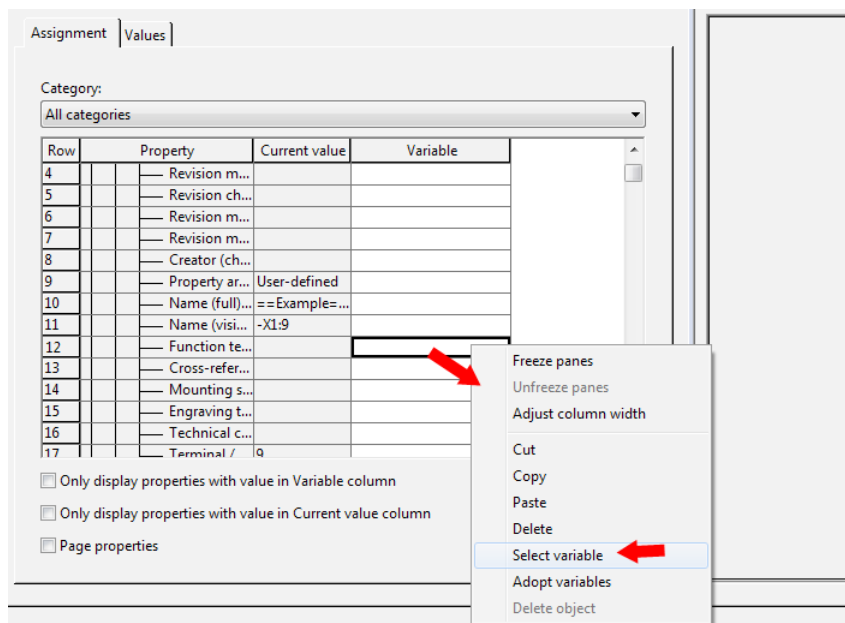 Assignment Values
Category:
All categories
Row Property Current value Variable
4 Revision m...
5 Revision ch...
6 Revision m...
7 Revision m...
8 Creator (ch...
9 Property ar... User-defined
10 Name (full)... ==Example=...
11 Name (visi... -X1:9
12 Function te...
13 Cross-refer...
14 Mounting s...
15 Engraving t...
16 Technical c...
17 Terminal / 9
Only display properties with value in Variable column
Only display properties with value in Current value column
Page properties
Freeze panes
Unfreeze panes
Adjust column width
Cut
Copy
Paste
Delete
Select variable
Adopt variables
Delete object